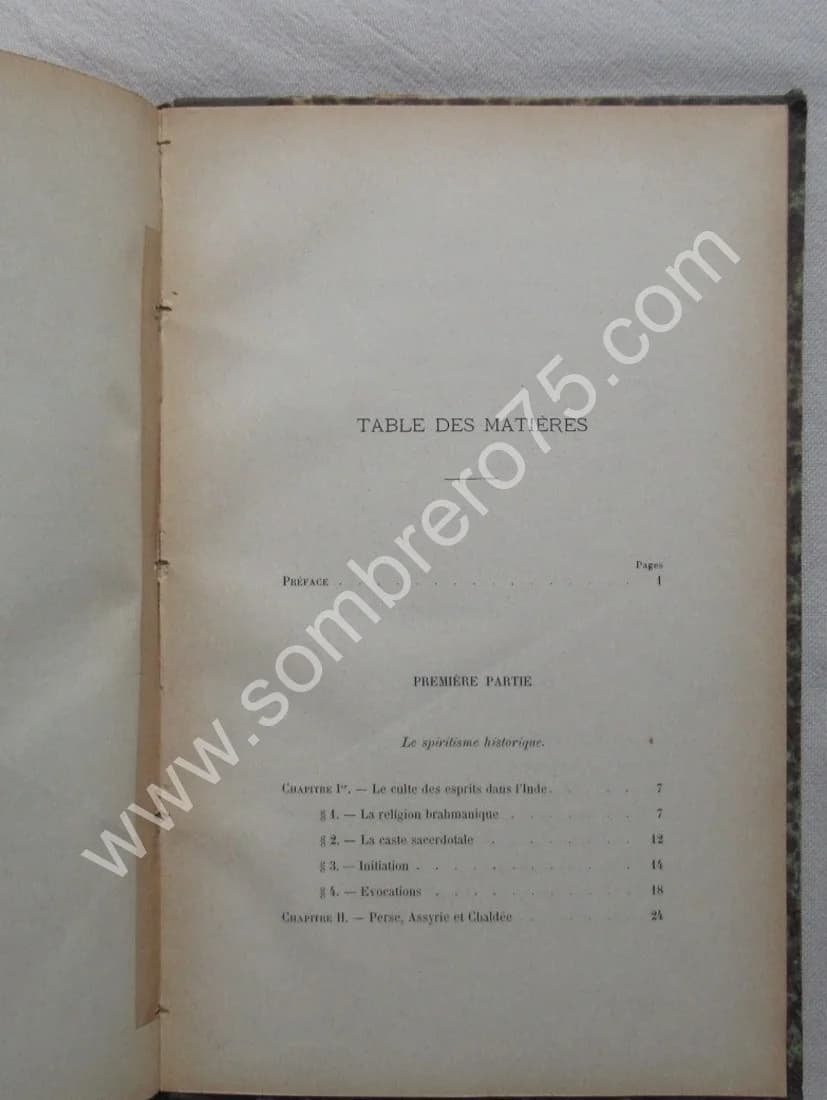 TABLE DES MATIÈRES
Pages
PRÉFACE . . . . . . . . . . . . . . 1
PREMIÈRE PARTIE
Le spiritisme historique.
CHAPITRE Ier. — Le culte des esprits dans l'Inde. . . . 7
§ 1. — La religion brahmanique . . . . . 7
§ 2. — La caste sacerdotale . . . . . . 12
§ 3. — Initiation . . . . . . . . . . 14
§ 4. — Evocations . . . . . . . . . 18
CHAPITRE II. — Perse, Assyrie et Chaldée . . . . . 24
www.sombrero75.com